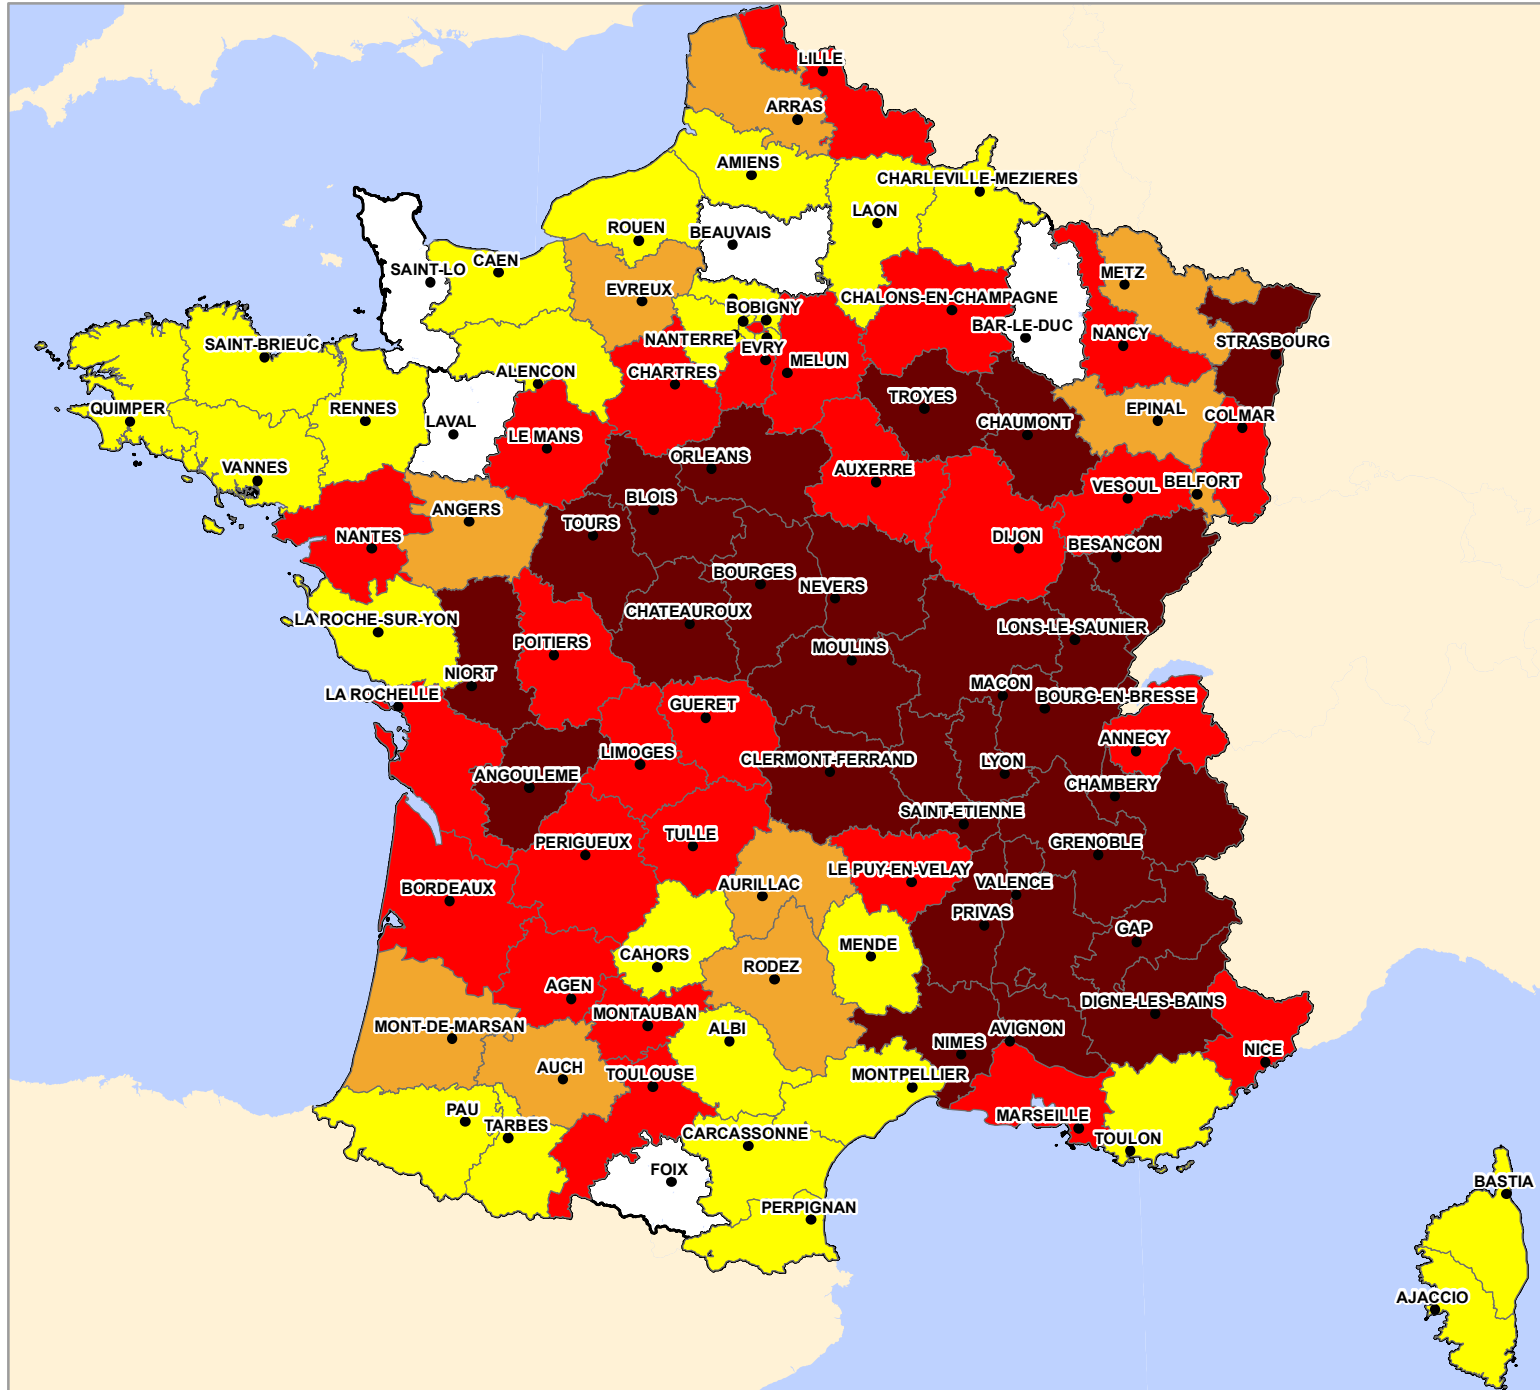 LILLE
ARRAS
AMIENS
CHARLEVILLE-MEZIERES
LAON
ROUEN
BEAUVAIS
CAEN
SAINT-LO
METZ
EVREUX
CHALONS-EN-CHAMPAGNE
BOBIGNY
BAR-LE-DUC
NANCY
NANTERRE
STRASBOURG
SAINT-BRIEUC
EVRY
MELUN
ALENCON
CHARTRES
TROYES
QUIMPER
RENNES
EPINAL
COLMAR
LAVAL
CHAUMONT
LE MANS
ORLEANS
VANNES
AUXERRE
VESOUL
BELFORT
BLOIS
ANGERS
TOURS
NANTES
DIJON
BESANCON
BOURGES
NEVERS
CHATEAUROUX
LA ROCHE-SUR-YON
LONS-LE-SAUNIER
POITIERS
MOULINS
NIORT
MACON
LA ROCHELLE
BOURG-EN-BRESSE
GUERET
ANNECY
LIMOGES
CLERMONT-FERRAND
LYON
ANGOULEME
CHAMBERY
SAINT-ETIENNE
TULLE
PERIGUEUX
GRENOBLE
LE PUY-EN-VELAY
AURILLAC
VALENCE
BORDEAUX
PRIVAS
GAP
MENDE
CAHORS
RODEZ
AGEN
DIGNE-LES-BAINS
MONTAUBAN
MONT-DE-MARSAN
ALBI
AVIGNON
NIMES
NICE
AUCH
TOULOUSE
MONTPELLIER
PAU
MARSEILLE
TARBES
CARCASSONNE
TOULON
FOIX
BASTIA
PERPIGNAN
AJACCIO